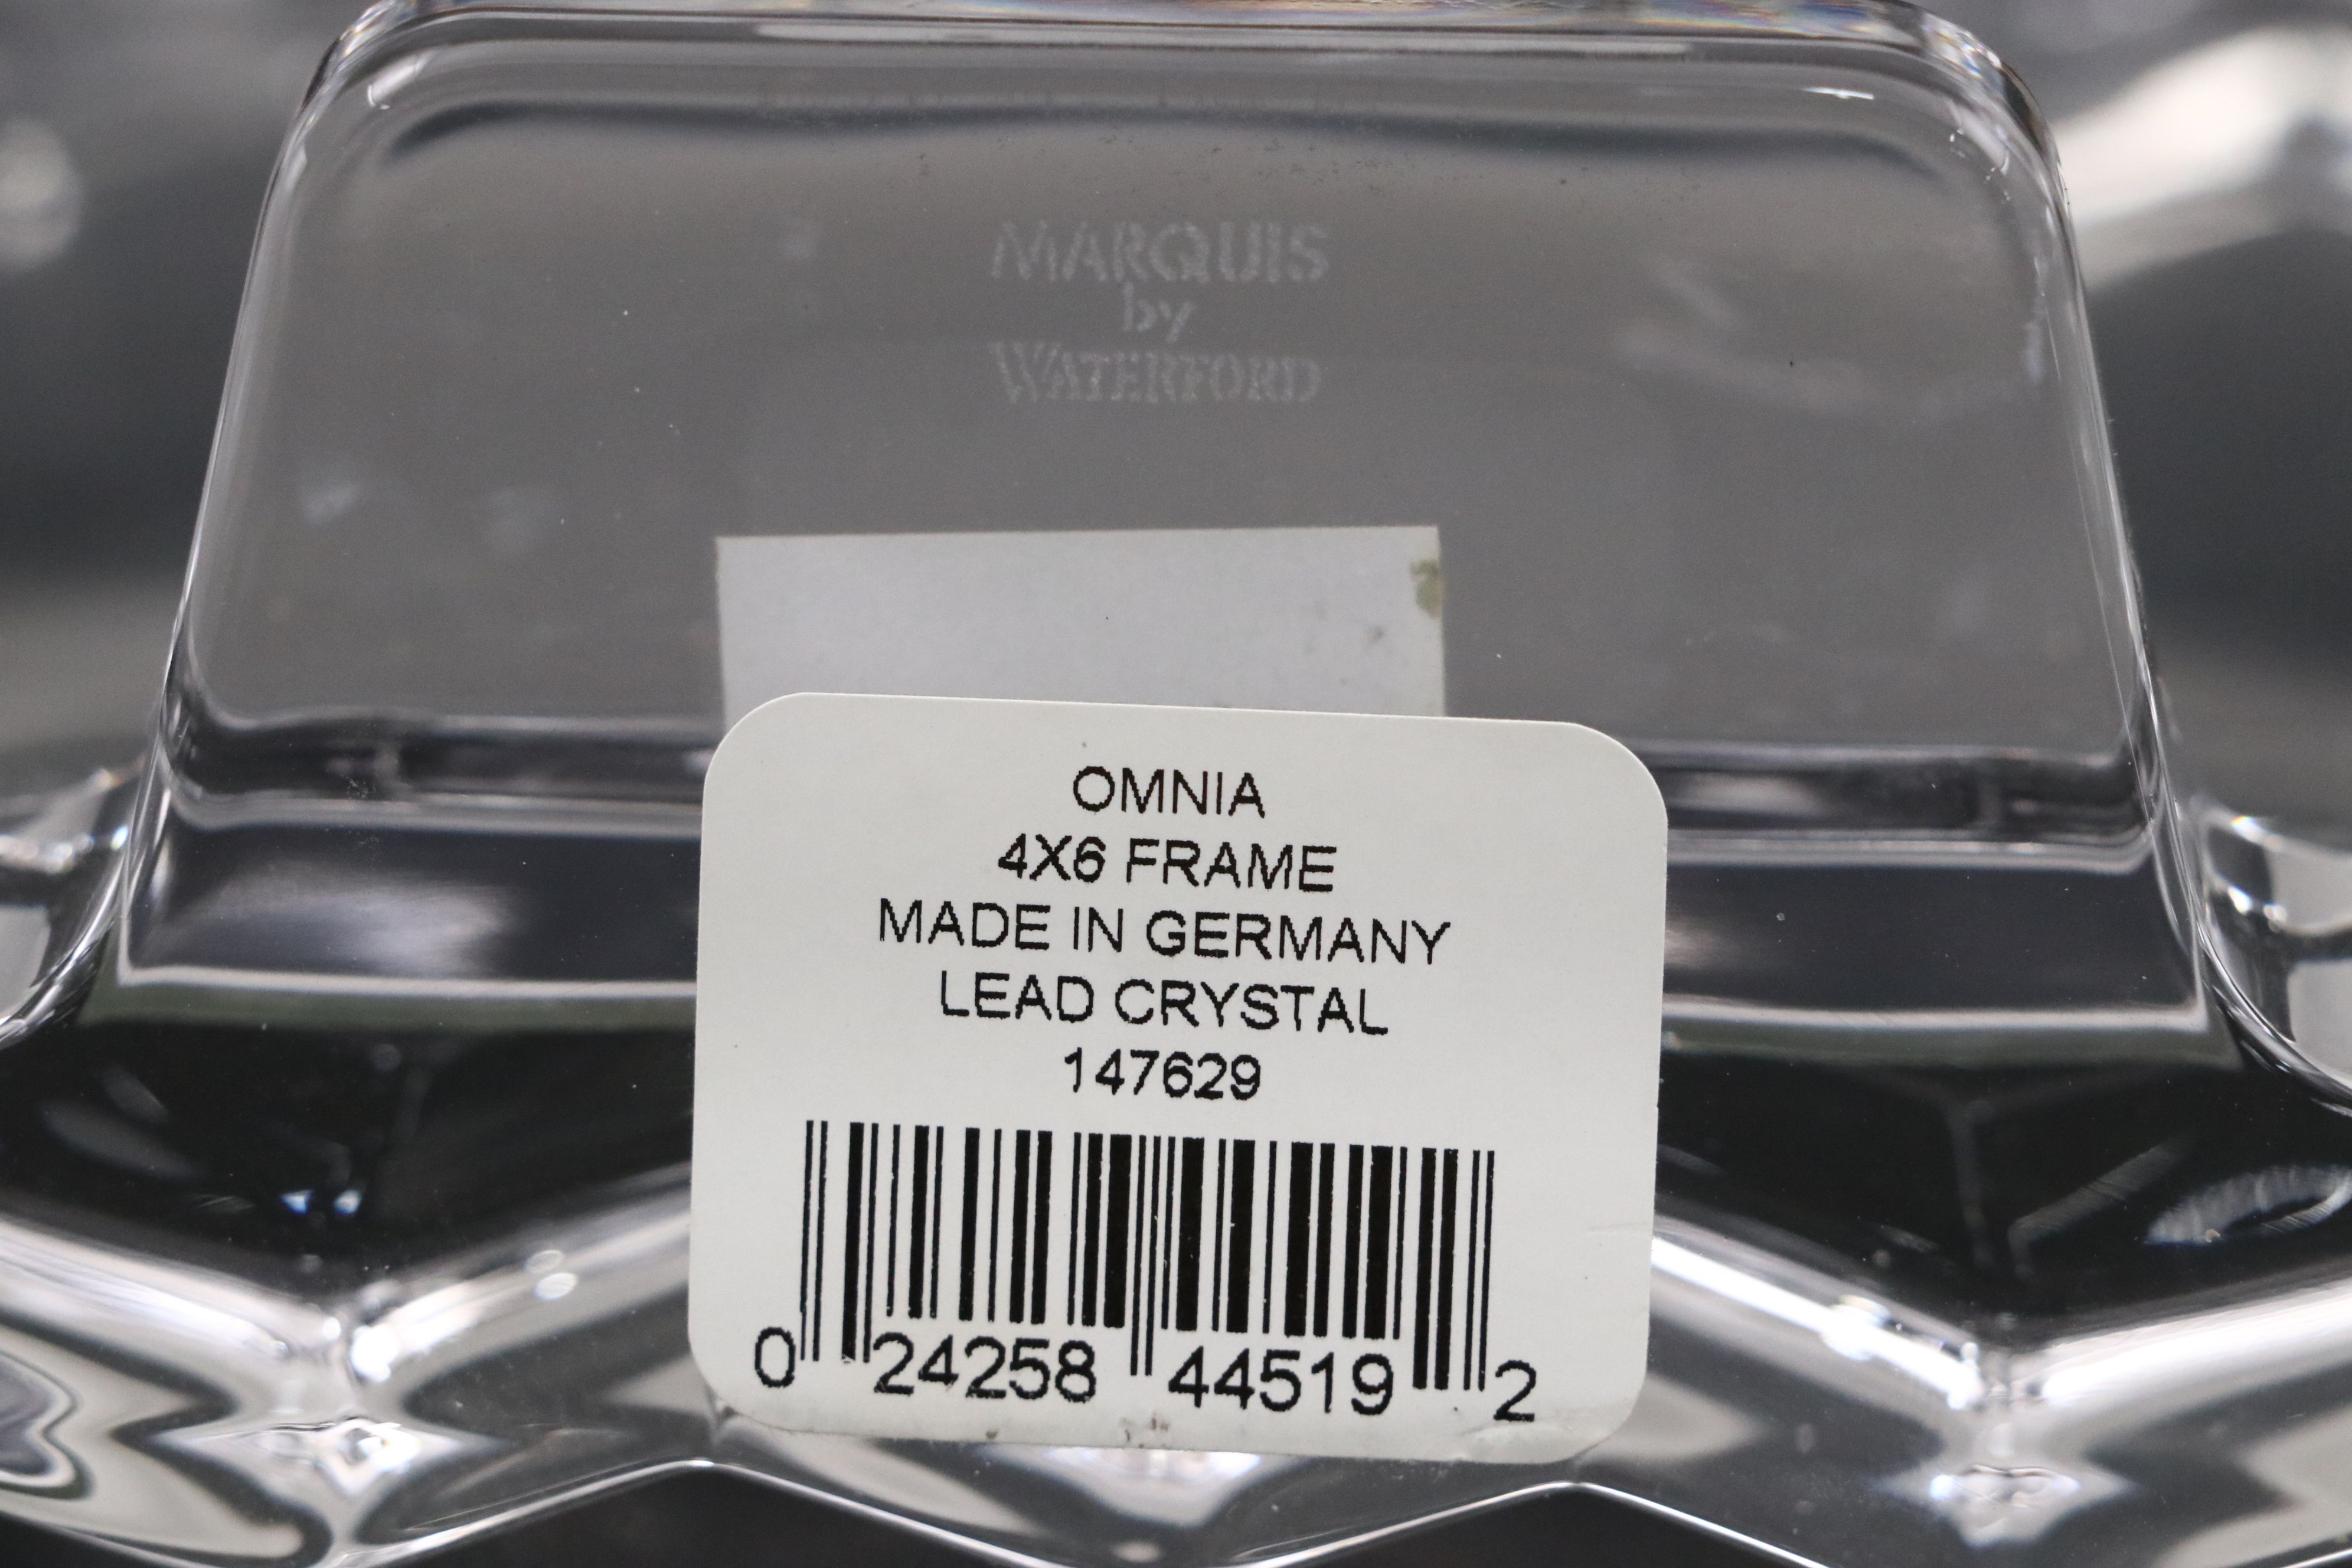 MARQUIS
by
WATERFORD
OMNIA
4X6 FRAME
MADE IN GERMANY
LEAD CRYSTAL
147629
0 24258 44519 2